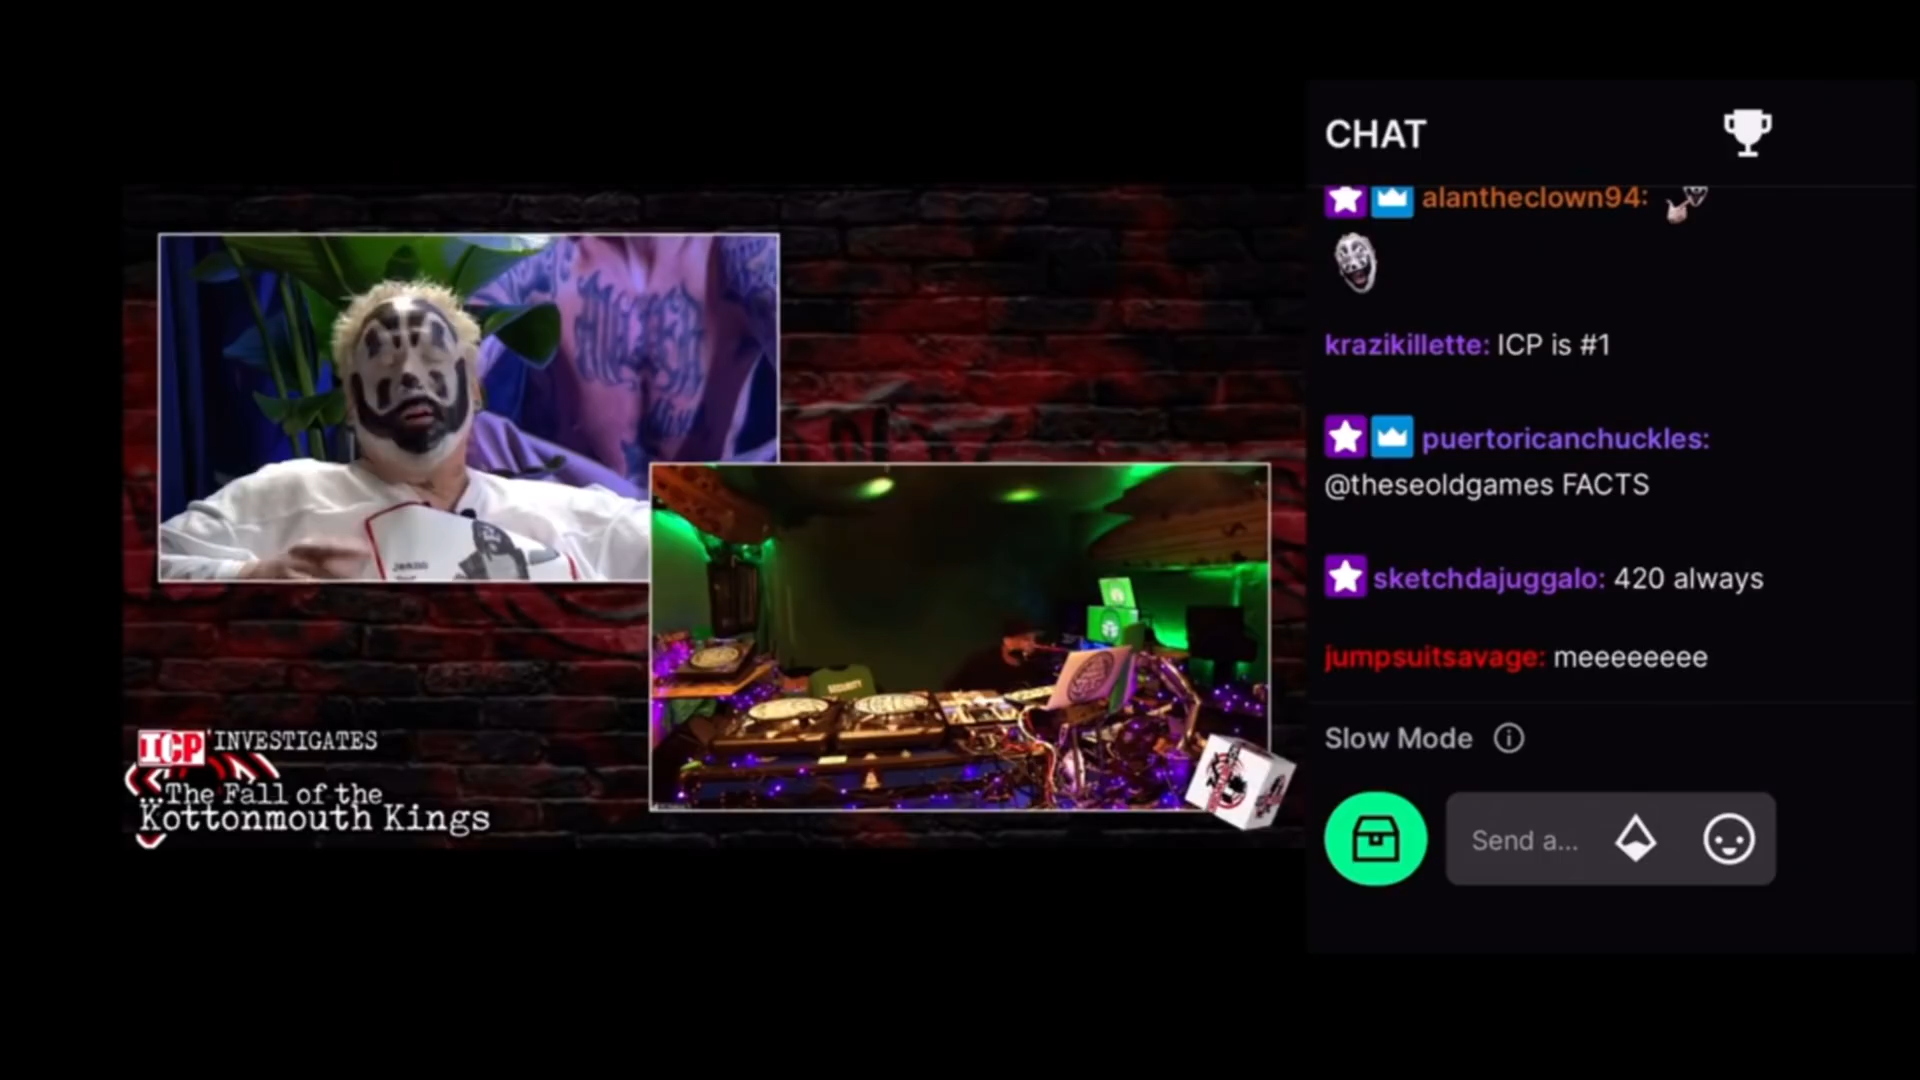 CHAT
alantheclown94:
krazikillette: ICP is #1
puertoricanchuckles:
@theseoldgames FACTS
sketchdajuggalo: 420 always
jumpsuitsavage: meeeeeeee
Slow Mode
Send a...
SECURITY
ICP INVESTIGATES
The Fall of the
Kottonmouth Kings